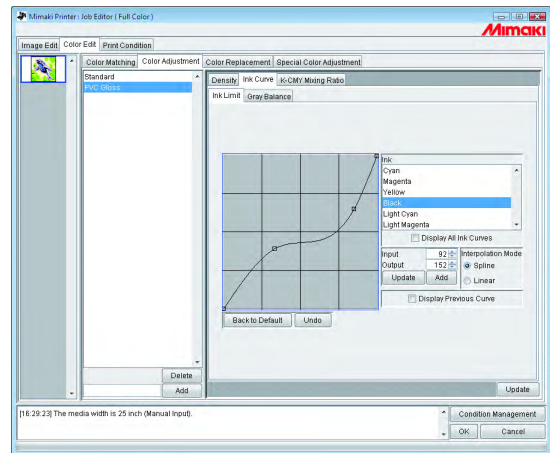 Mimaki Printer : Job Editor ( Full Color )
Mimaki
Image Edit Color Edit Print Condition
Color Matching Color Adjustment Color Replacement Special Color Adjustment
Standard
PVC Gloss
Density Ink Curve K-CMY Mixing Ratio
Ink Limit Gray Balance
Ink
Cyan
Magenta
Yellow
Black
Light Cyan
Light Magenta
Display All Ink Curves
Input 92 Interpolation Mode
Output 152 Spline
Update Add Linear
Display Previous Curve
Back to Default Undo
Delete
Add
Update
[16:29:23] The media width is 25 inch (Manual Input).
Condition Management
OK Cancel